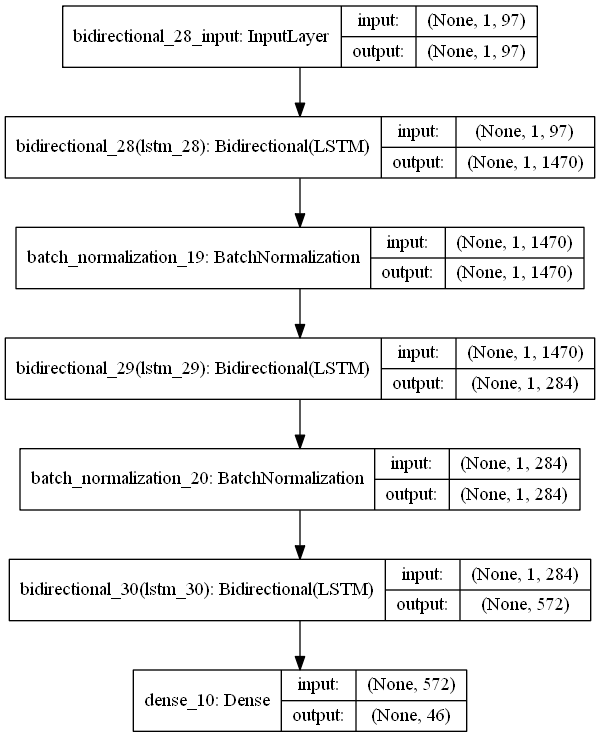 bidirectional_28_input: InputLayer
input: (None, 1, 97)
output: (None, 1, 97)
bidirectional_28(lstm_28): Bidirectional(LSTM)
input: (None, 1, 97)
output: (None, 1, 1470)
batch_normalization_19: BatchNormalization
input: (None, 1, 1470)
output: (None, 1, 1470)
bidirectional_29(lstm_29): Bidirectional(LSTM)
input: (None, 1, 1470)
output: (None, 1, 284)
batch_normalization_20: BatchNormalization
input: (None, 1, 284)
output: (None, 1, 284)
bidirectional_30(lstm_30): Bidirectional(LSTM)
input: (None, 1, 284)
output: (None, 572)
dense_10: Dense
input: (None, 572)
output: (None, 46)